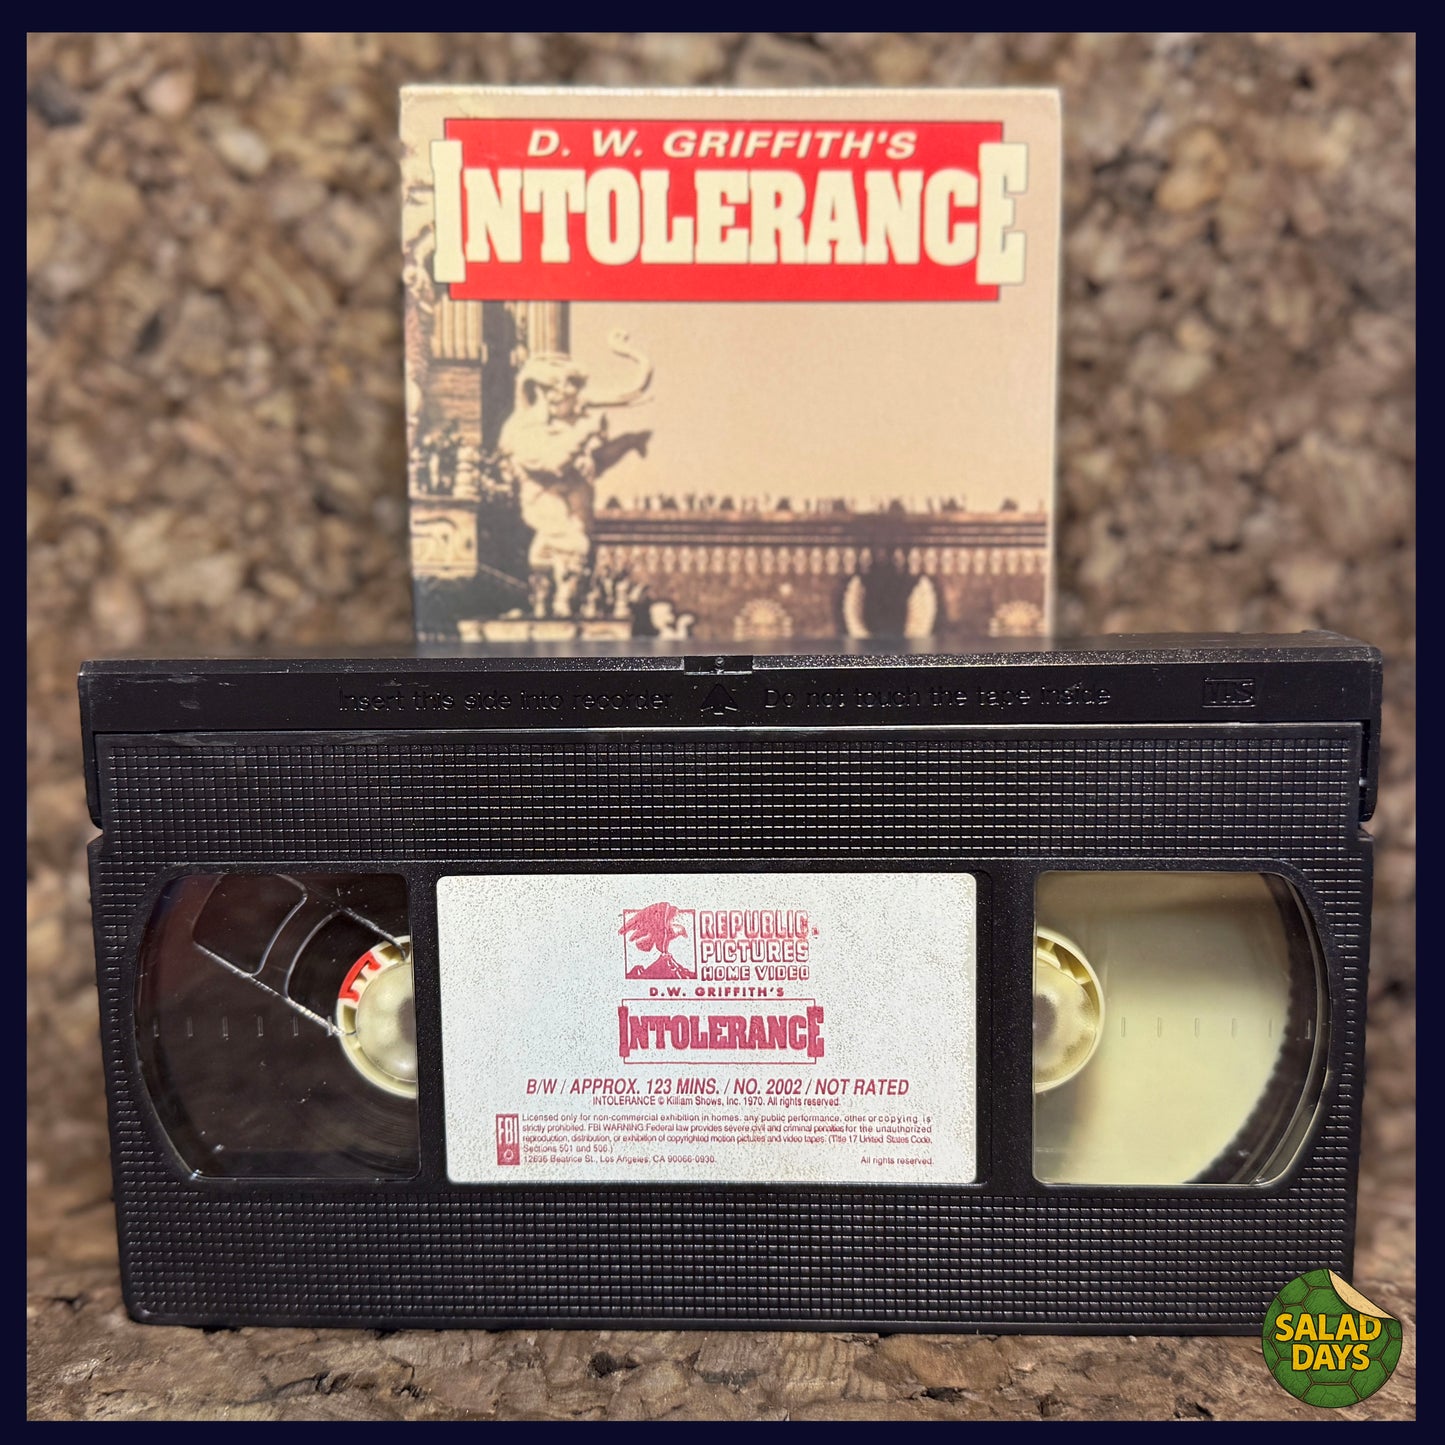 D. W. GRIFFITH'S
INTOLERANCE
Insert this side into recorder Do not touch the tape inside VHS
REPUBLIC
PICTURES
HOME VIDEO
D.W. GRIFFITH'S
INTOLERANCE
B/W / APPROX. 123 MINS. / NO. 2002 / NOT RATED
INTOLERANCE © Killiam Shows, Inc. 1970. All rights reserved.
FBI
Licensed only for non-commercial exhibition in homes. any public performance, other or copying is
strictly prohibited. FBI WARNING Federal law provides severe civil and criminal penalties for the unauthorized
reproduction, distribution, or exhibition of copyrighted motion pictures and video tapes. (Title 17 United States Code,
Sections 501 and 506.)
12636 Beatrice St., Los Angeles, CA 90066-0930. All rights reserved.
SALAD
DAYS